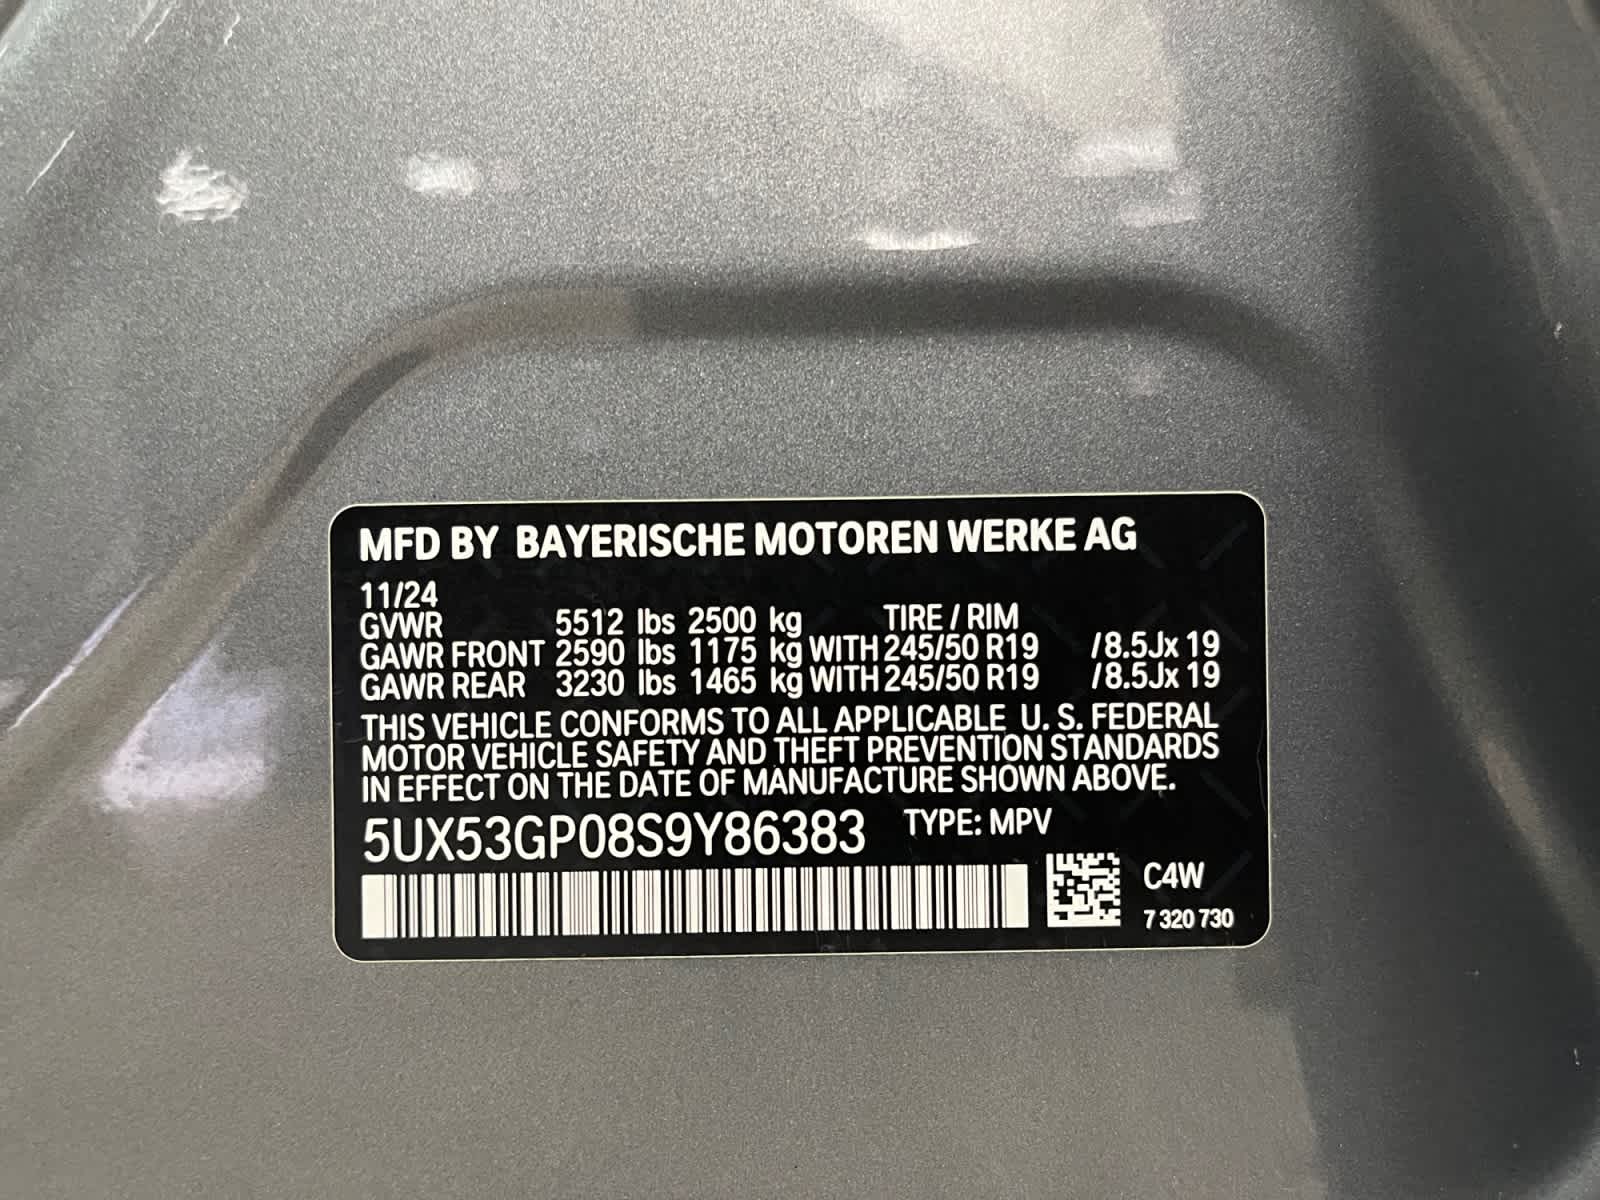 MFD BY BAYERISCHE MOTOREN WERKE AG
11/24
GVWR 5512 lbs 2500 kg TIRE / RIM
GAWR FRONT 2590 lbs 1175 kg WITH 245/50 R19 /8.5Jx 19
GAWR REAR 3230 lbs 1465 kg WITH 245/50 R19 /8.5Jx 19
THIS VEHICLE CONFORMS TO ALL APPLICABLE U. S. FEDERAL
MOTOR VEHICLE SAFETY AND THEFT PREVENTION STANDARDS
IN EFFECT ON THE DATE OF MANUFACTURE SHOWN ABOVE.
5UX53GP08S9Y86383 TYPE: MPV
C4W
7 320 730